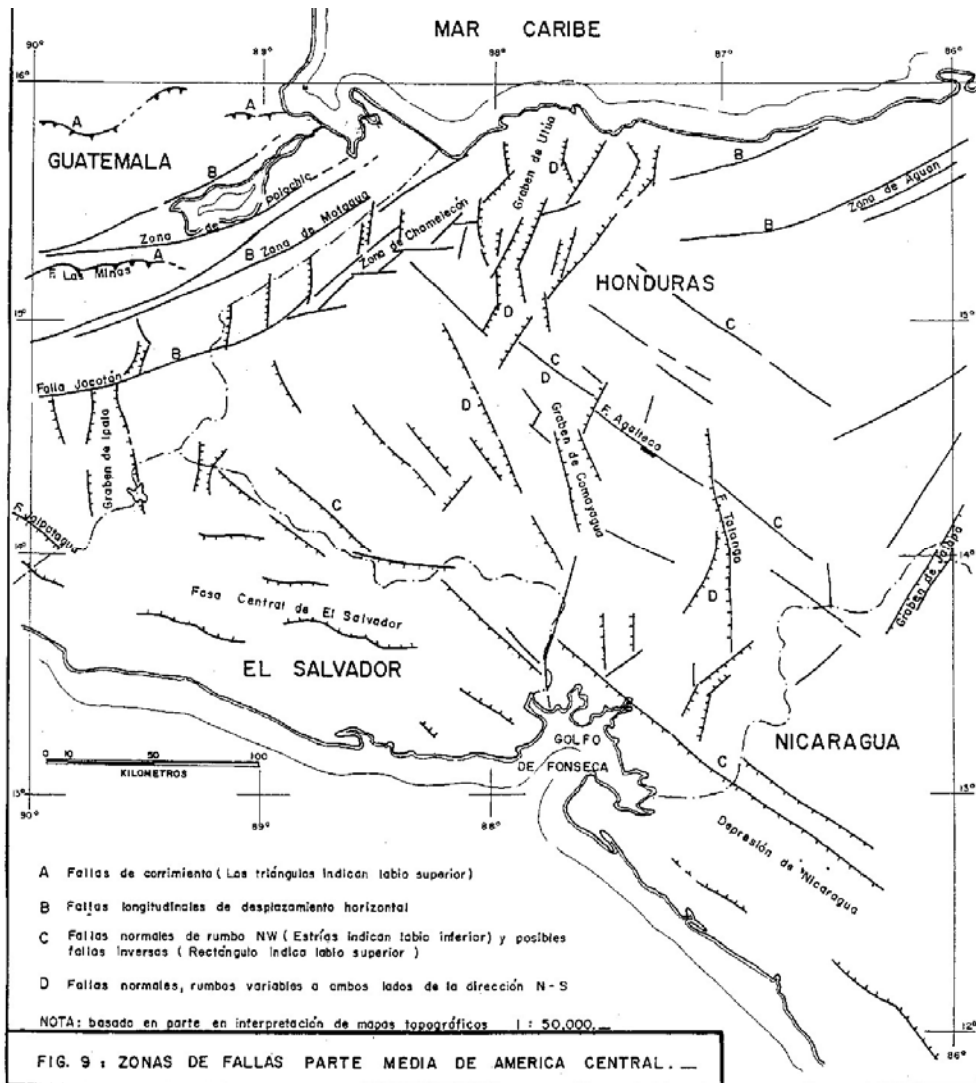 MAR CARIBE
90°
89°
88°
87°
86°
16°
A
A
GUATEMALA
B
Zona de Polochic
D
Graben de Ulúa
B
Zona de Aguan
B
B Zona de Motagua
A
F. Las Minas
Zona de Chamelecón
HONDURAS
15°
15°
D
C
B
C
Falla Jocotán
D
D
F. Agalteca
Graben de Ipala
Graben de Comayagua
C
F. Jalpatagua
C
F. Talanga
14°
14°
Graben de Jalapa
D
Fosa Central de El Salvador
EL SALVADOR
GOLFO
DE FONSECA
NICARAGUA
0 10 50 100
KILOMETROS
C
13°
13°
90°
89°
88°
Depresión de Nicaragua
A Fallas de corrimiento (Los triángulos indican labio superior)
B Fallas longitudinales de desplazamiento horizontal
C Fallas normales de rumbo NW (Estrías indican labio inferior) y posibles
fallas inversas (Rectángulo indica labio superior)
D Fallas normales, rumbos variables a ambos lados de la dirección N-S
NOTA: basada en parte en interpretación de mapas topográficos 1:50,000._
12°
86°
FIG. 9 : ZONAS DE FALLAS PARTE MEDIA DE AMERICA CENTRAL._